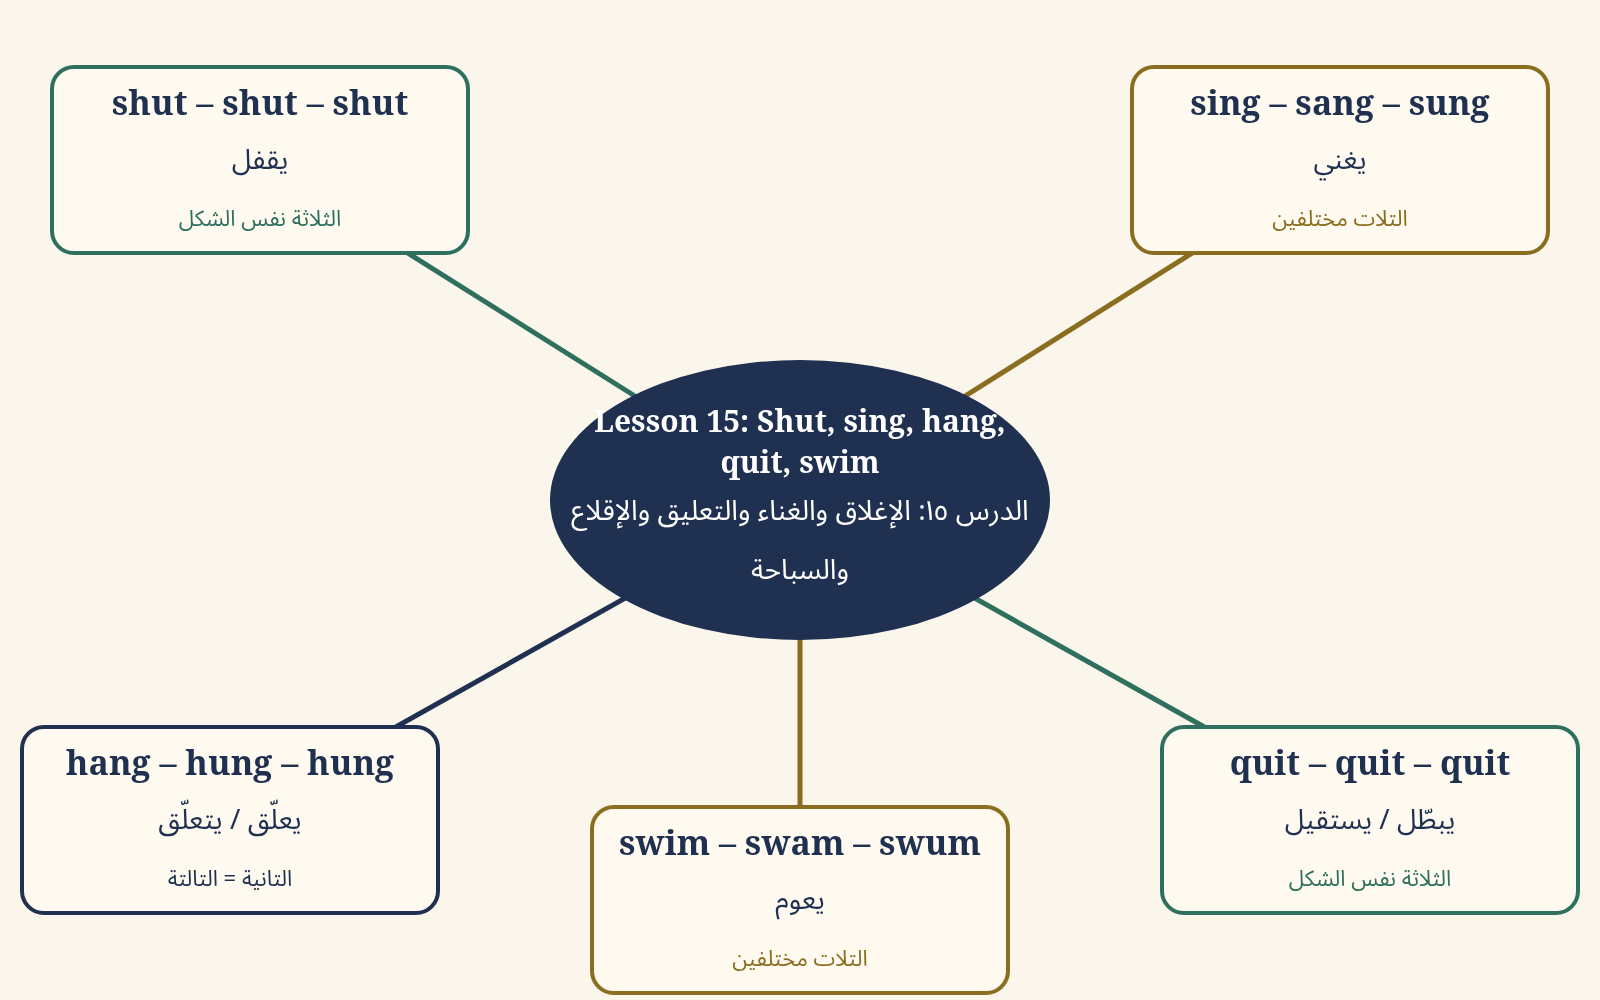 shut – shut – shut
يقفل
الثلاثة نفس الشكل
sing – sang – sung
يغني
التلات مختلفين
Lesson 15: Shut, sing, hang,
quit, swim
الدرس ١٥: الإغلاق والغناء والتعليق والإقلاع
والسباحة
hang – hung – hung
يعلّق / يتعلّق
التانية = التالتة
swim – swam – swum
يعوم
التلات مختلفين
quit – quit – quit
يبطّل / يستقيل
الثلاثة نفس الشكل